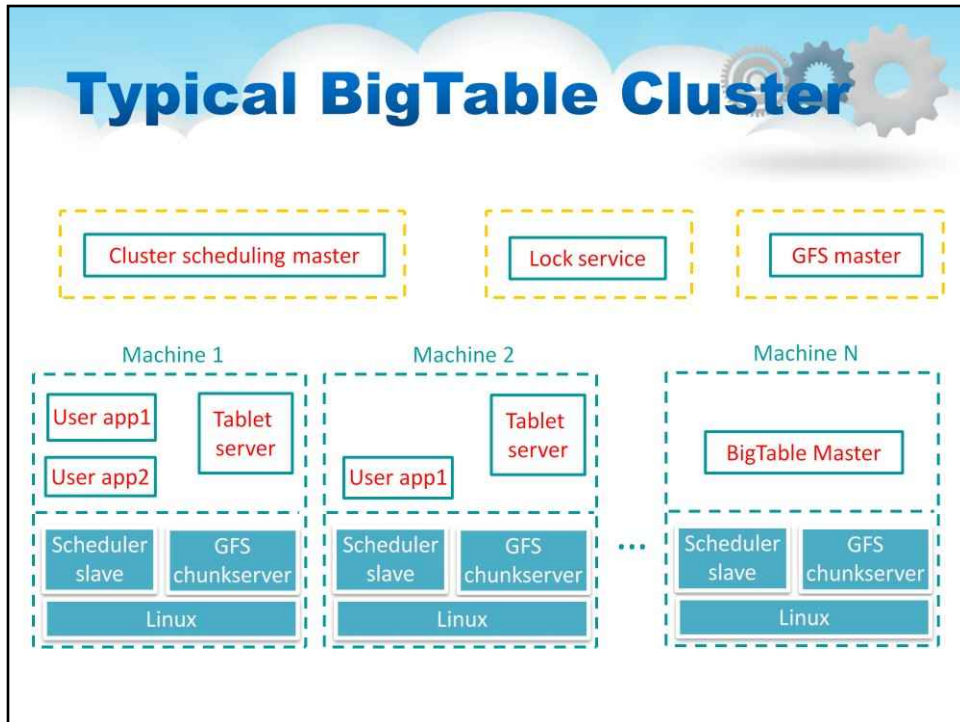 Typical BigTable Cluster
Cluster scheduling master
Lock service
GFS master
Machine 1
User app1
User app2
Tablet
server
Scheduler
slave
GFS
chunkserver
Linux
Machine 2
User app1
Tablet
server
Scheduler
slave
GFS
chunkserver
Linux
...
Machine N
BigTable Master
Scheduler
slave
GFS
chunkserver
Linux